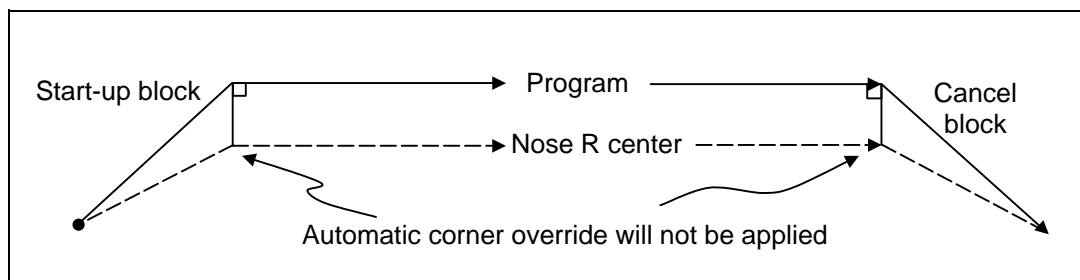 Start-up block
Program
Cancel
block
Nose R center
Automatic corner override will not be applied